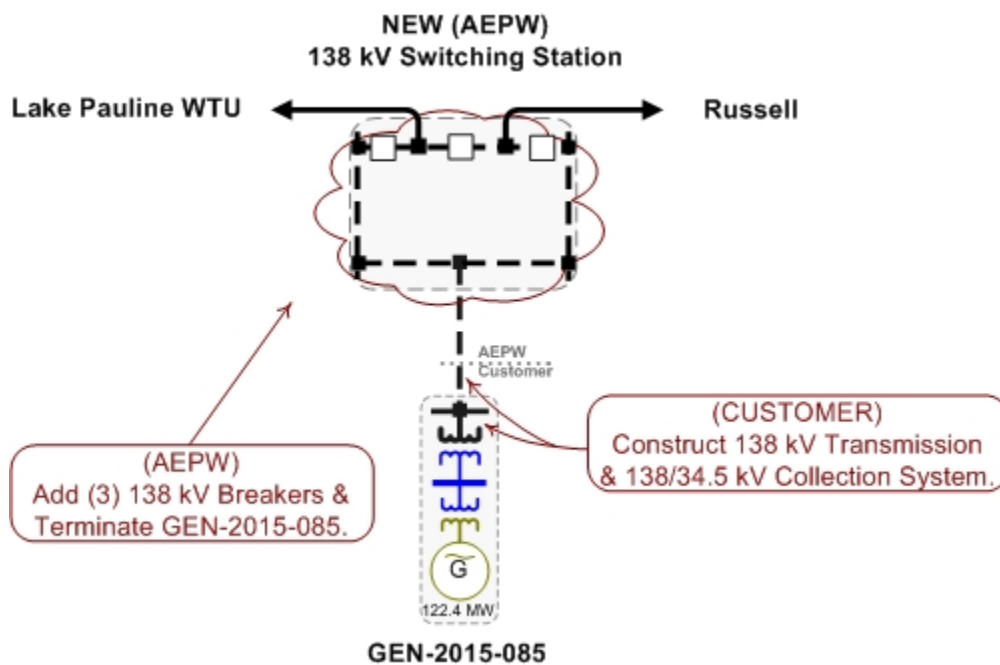 NEW (AEPW)
138 kV Switching Station
Lake Pauline WTU
Russell
AEPW
Customer
(AEPW)
Add (3) 138 kV Breakers &
Terminate GEN-2015-085.
(CUSTOMER)
Construct 138 kV Transmission
& 138/34.5 kV Collection System.
G
122.4 MW
GEN-2015-085